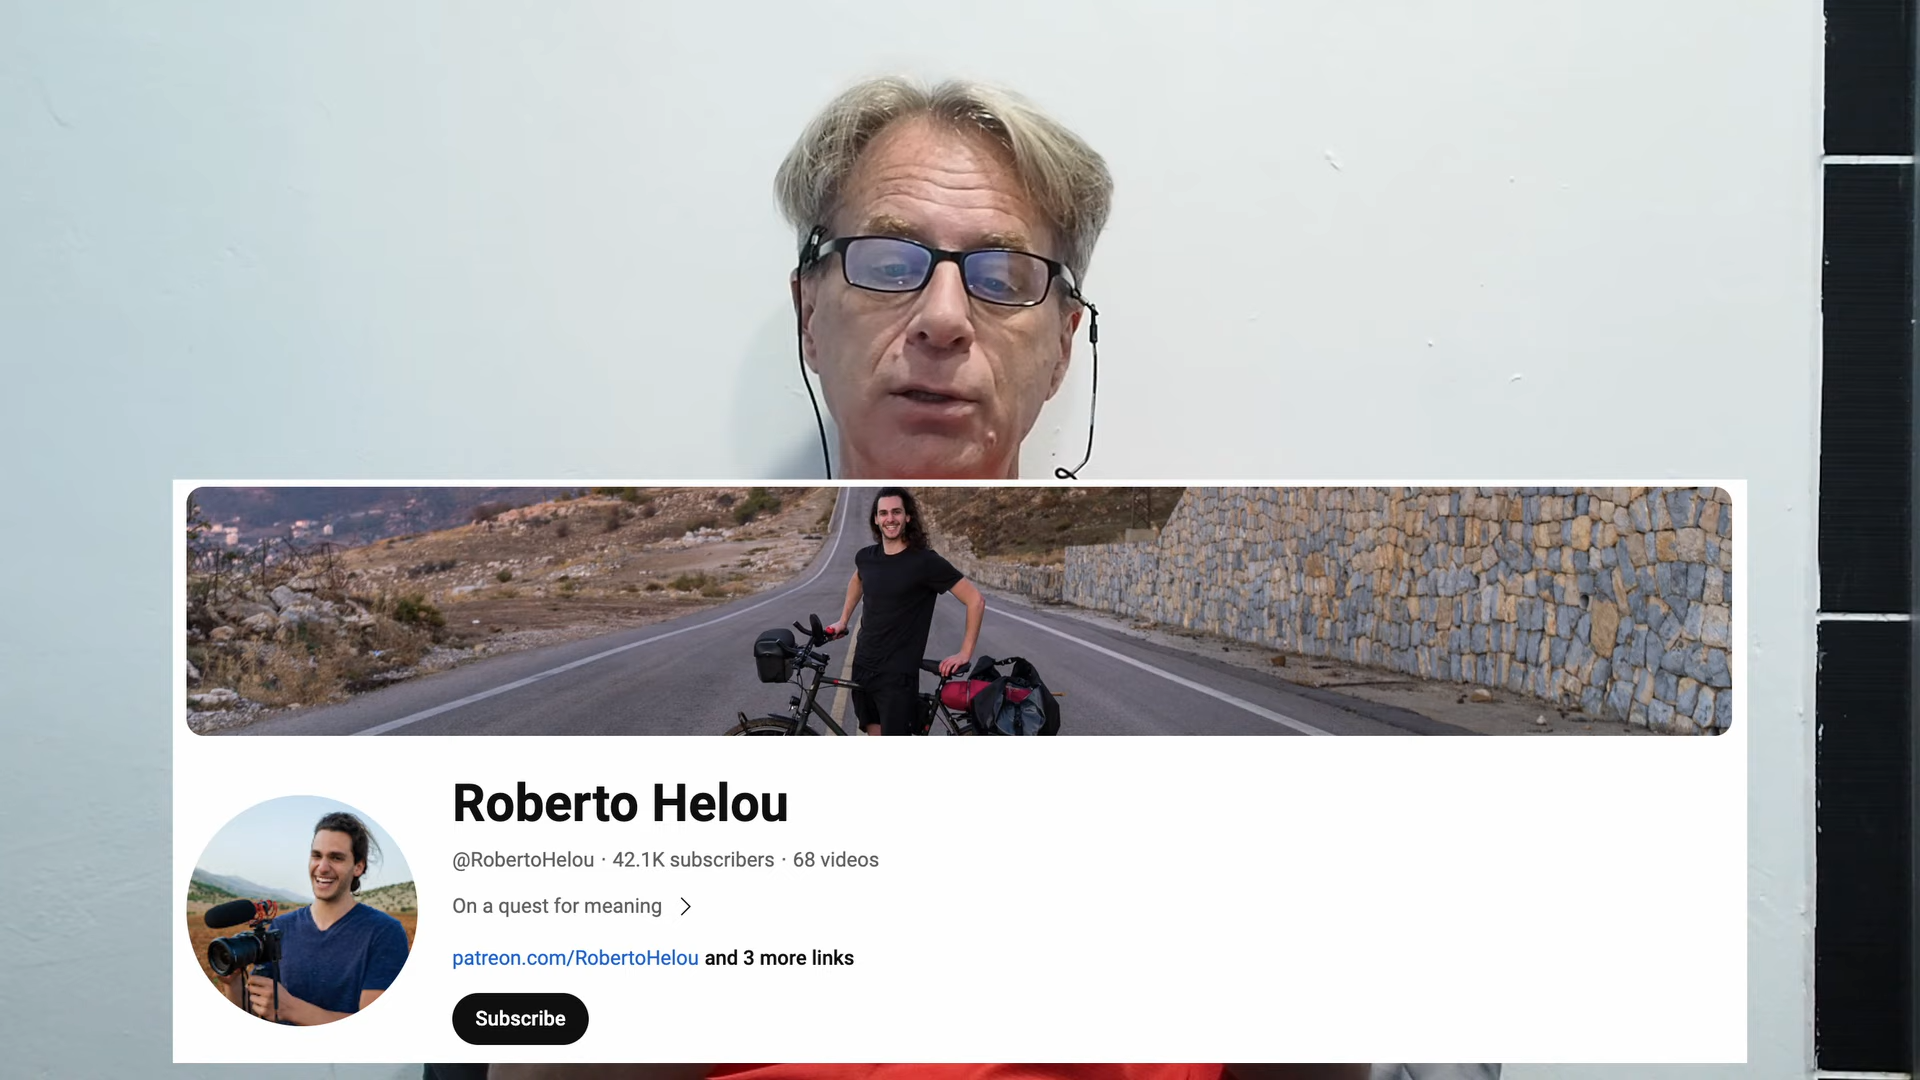 Roberto Helou
@RobertoHelou · 42.1K subscribers · 68 videos
On a quest for meaning
patreon.com/RobertoHelou and 3 more links
Subscribe